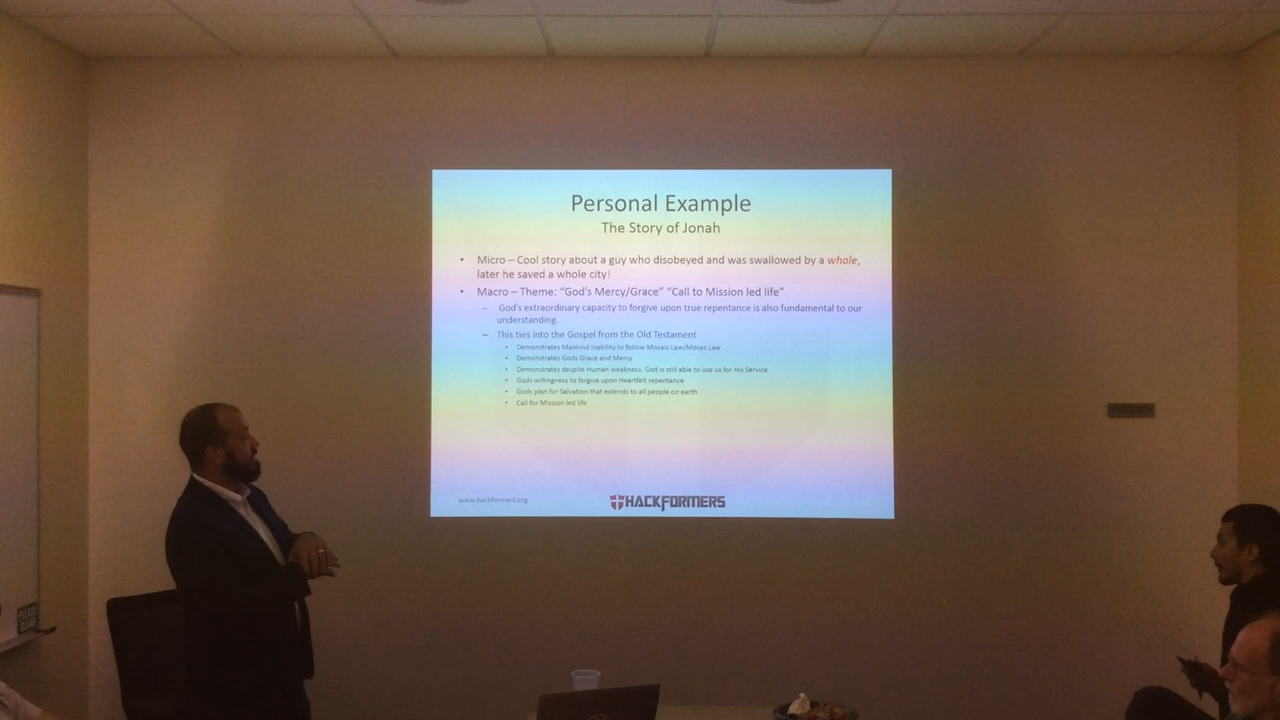 Personal Example
The Story of Jonah
• Micro – Cool story about a guy who disobeyed and was swallowed by a whale,
later he saved a whole city!
• Macro – Theme: “God’s Mercy/Grace” “Call to Mission led life”
– God’s extraordinary capacity to forgive upon true repentance is also fundamental to our
understanding.
– This ties into the Gospel from the Old Testament
• Demonstrates Mankind inability to follow Mosaic Law/Moses Law
• Demonstrates Gods Grace and Mercy
• Demonstrates despite Human weakness, God is still able to use us for His Service
• Gods willingness to forgive upon Heartfelt repentance
• Gods plan for Salvation that extends to all people on earth
• Call for Mission led life
www.hackformers.org
HACKFORMERS
PLEASE
CLEAN